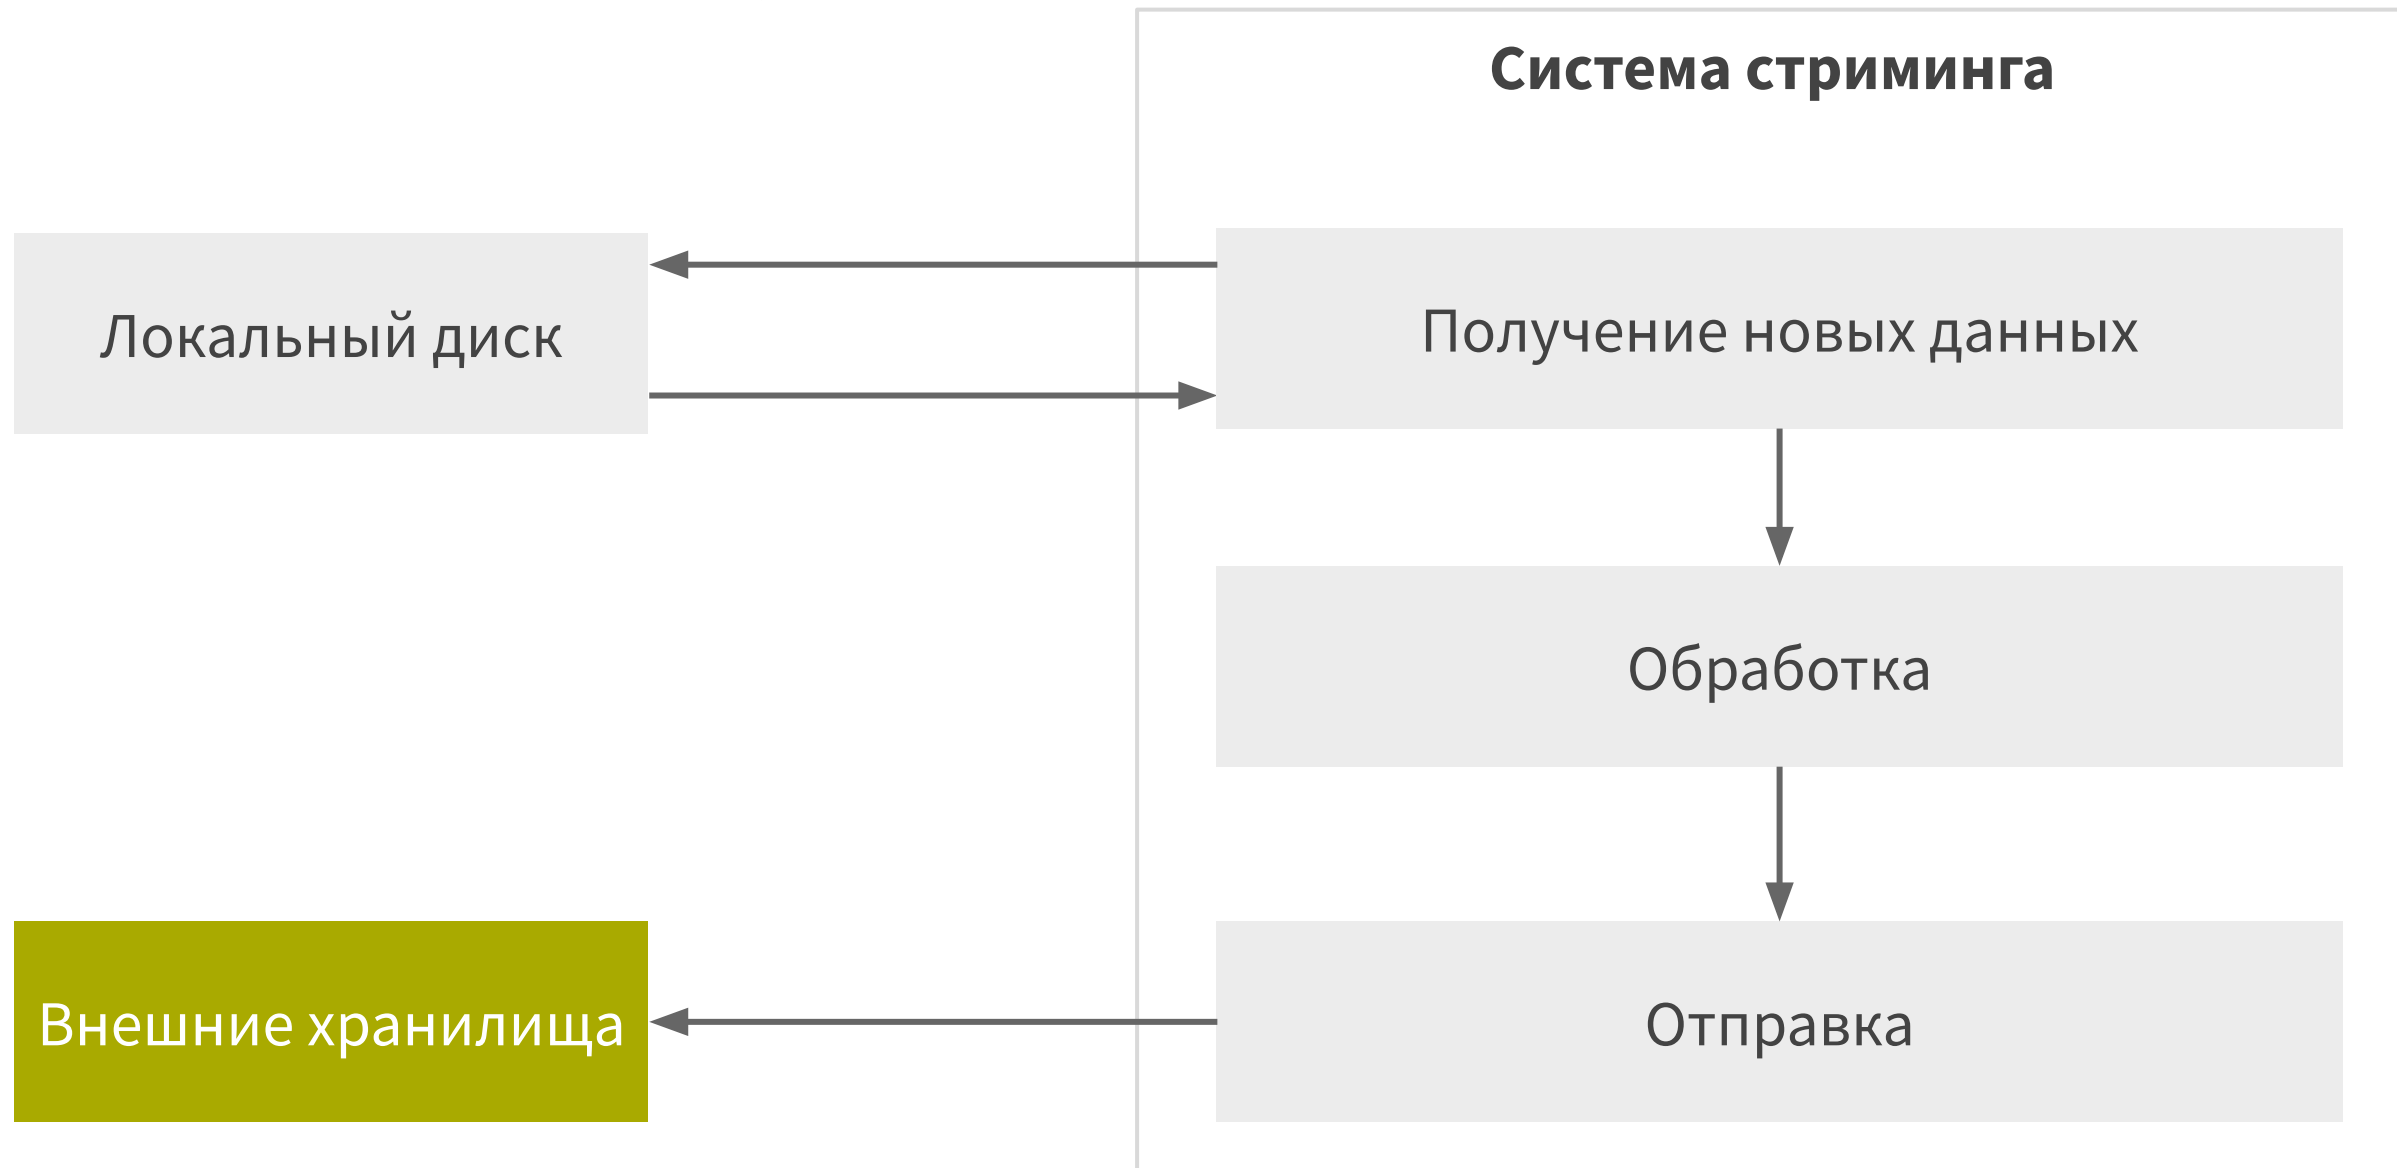 Система стриминга
Локальный диск
Получение новых данных
Обработка
Внешние хранилища
Отправка